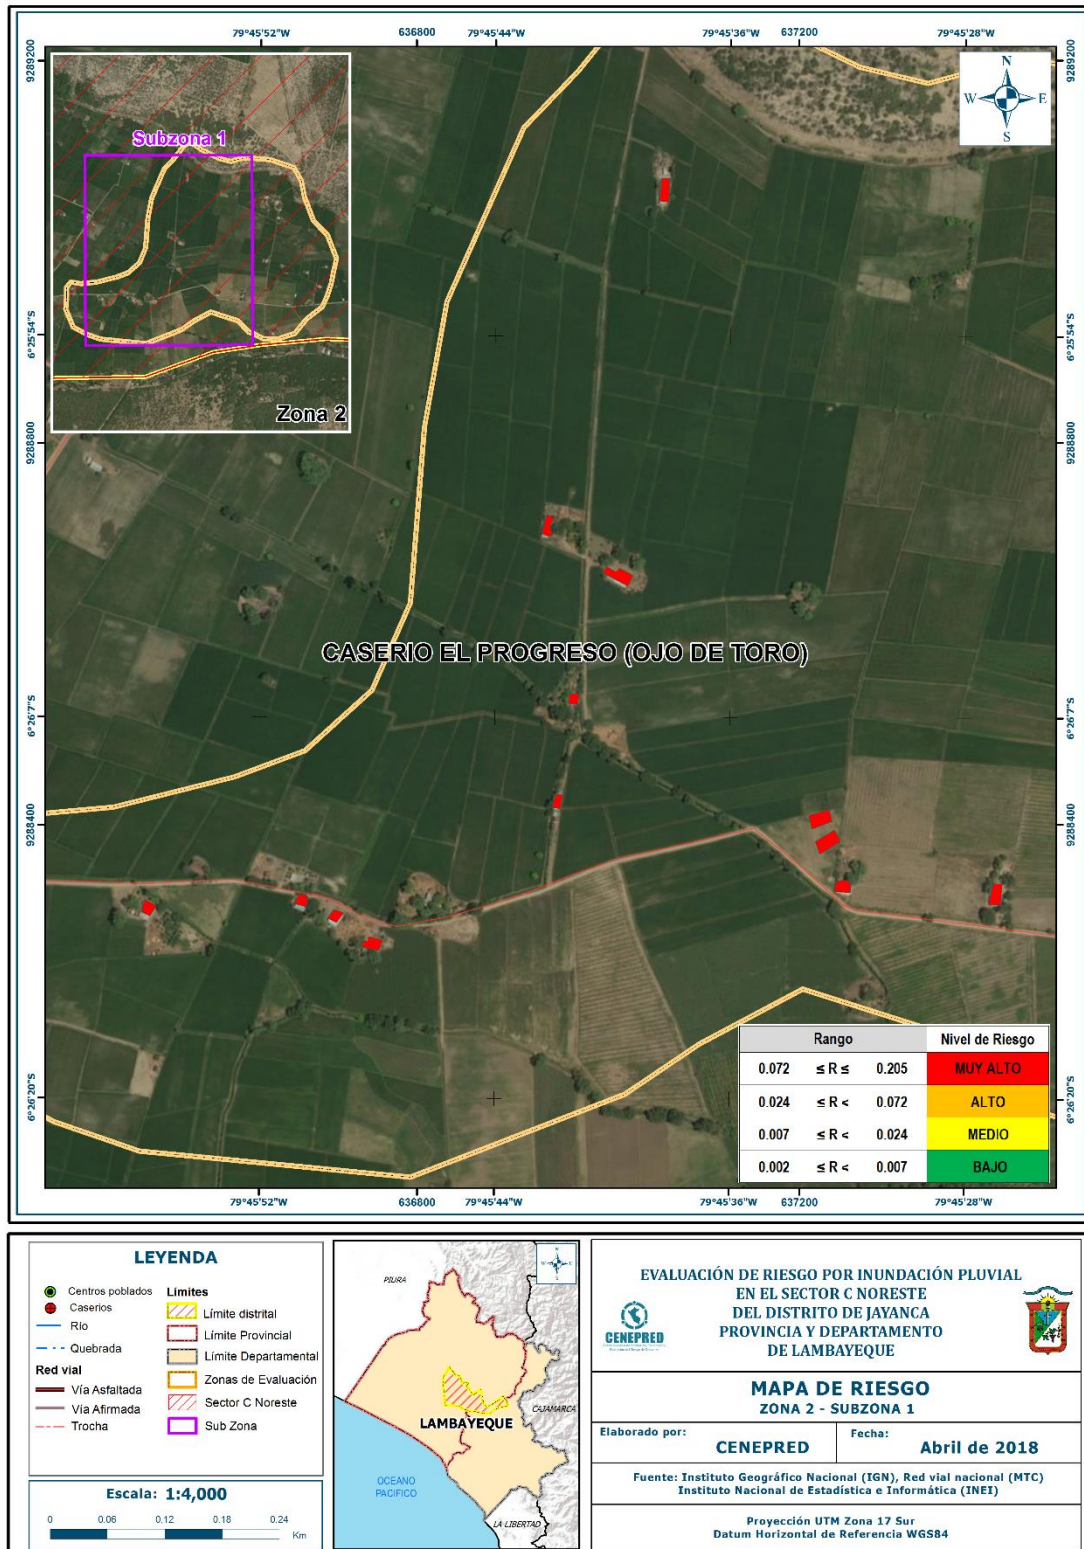 79°45'52"W
636800
79°45'44"W
79°45'36"W
637200
79°45'28"W
9289200
6°25'54"S
9288800
6°26'7"S
9288400
6°26'20"S
9289200
6°25'54"S
9288800
6°26'7"S
9288400
6°26'20"S
Subzona 1
Zona 2
N
W E
S
CASERIO EL PROGRESO (OJO DE TORO)
Rango Nivel de Riesgo
0.072 ≤ R ≤ 0.205 MUY ALTO
0.024 ≤ R < 0.072 ALTO
0.007 ≤ R < 0.024 MEDIO
0.002 ≤ R < 0.007 BAJO
79°45'52"W
636800
79°45'44"W
79°45'36"W
637200
79°45'28"W
LEYENDA
Centros poblados
Caserios
Río
Quebrada
Red vial
Vía Asfaltada
Vía Afirmada
Trocha
Límites
Límite distrital
Límite Provincial
Límite Departamental
Zonas de Evaluación
Sector C Noreste
Sub Zona
Escala: 1:4,000
0 0.06 0.12 0.18 0.24
Km
PIURA
CAJAMARCA
LAMBAYEQUE
OCEANO
PACIFICO
LA LIBERTAD
CENEPRED
EVALUACIÓN DE RIESGO POR INUNDACIÓN PLUVIAL
EN EL SECTOR C NORESTE
DEL DISTRITO DE JAYANCA
PROVINCIA Y DEPARTAMENTO
DE LAMBAYEQUE
MAPA DE RIESGO
ZONA 2 - SUBZONA 1
Elaborado por:
CENEPRED
Fecha:
Abril de 2018
Fuente: Instituto Geográfico Nacional (IGN), Red vial nacional (MTC)
Instituto Nacional de Estadística e Informática (INEI)
Proyección UTM Zona 17 Sur
Datum Horizontal de Referencia WGS84